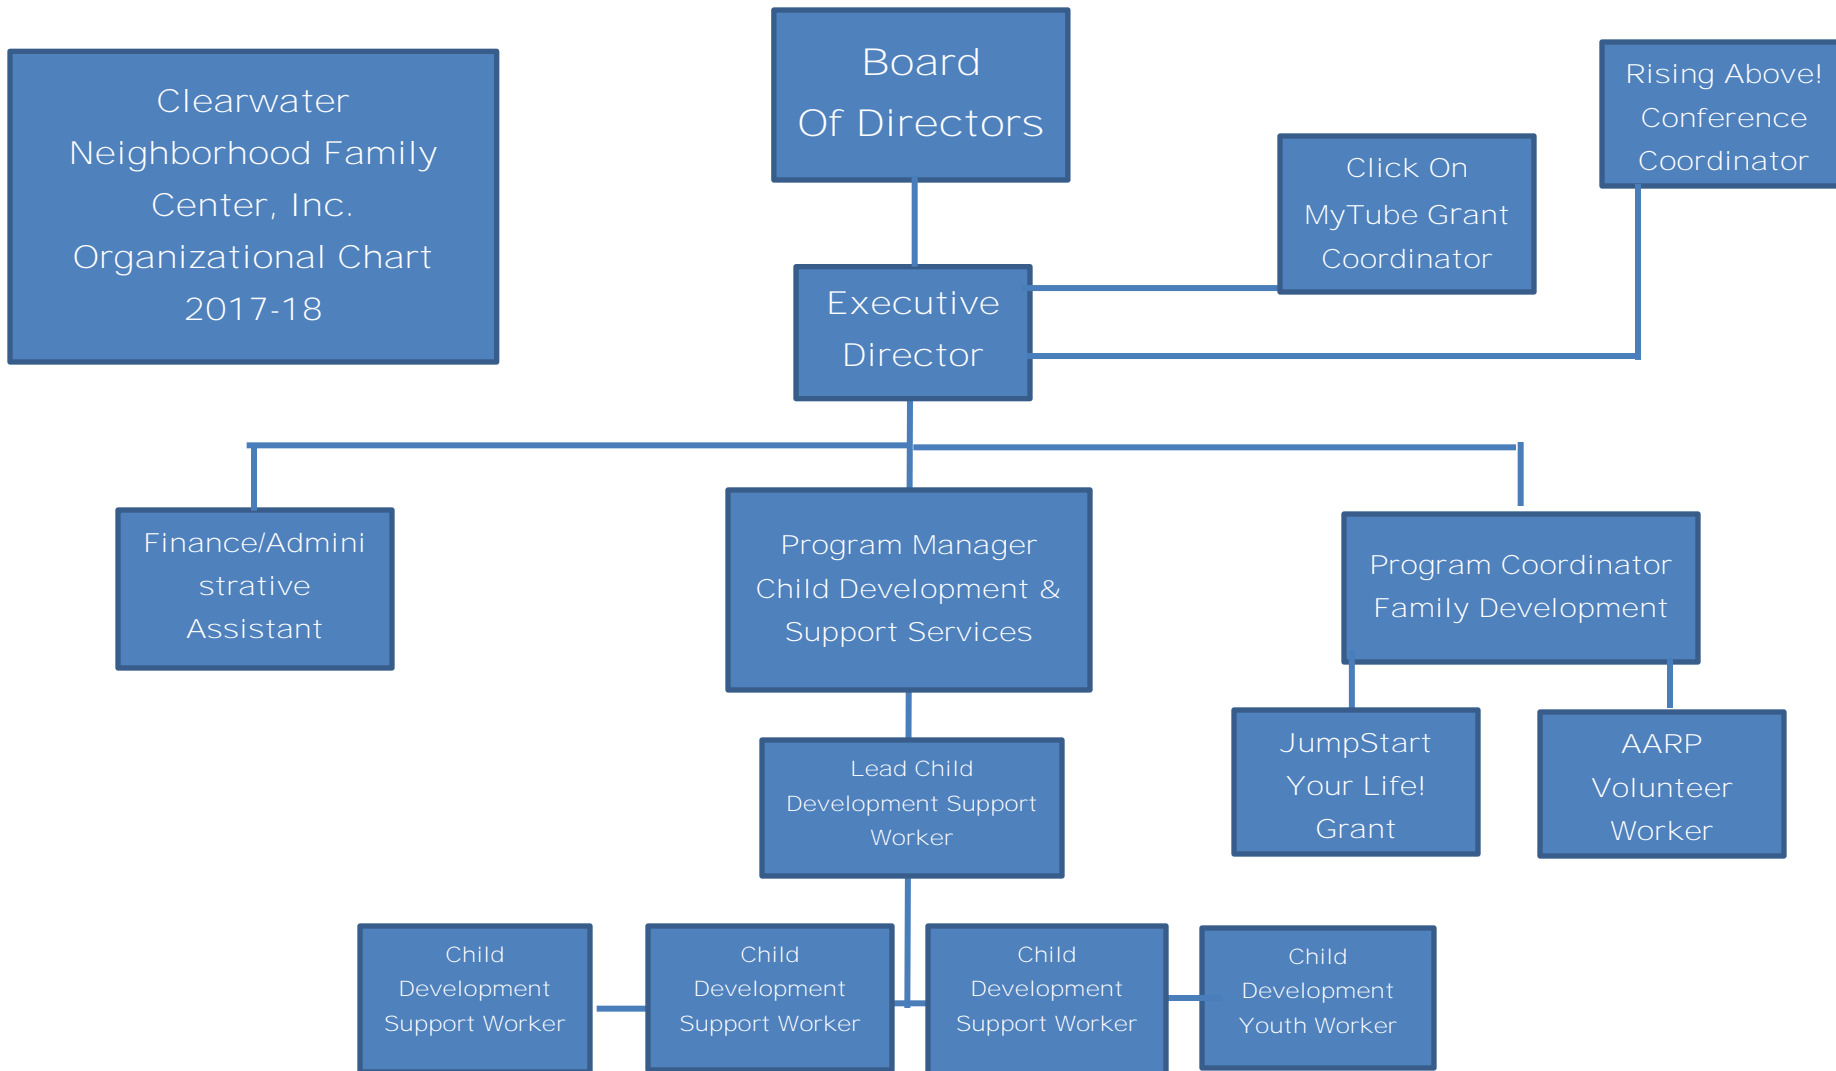 Clearwater
Neighborhood Family
Center, Inc.
Organizational Chart
2017-18
Board
Of Directors
Rising Above!
Conference
Coordinator
Click On
MyTube Grant
Coordinator
Executive
Director
Finance/Admini
strative
Assistant
Program Manager
Child Development &
Support Services
Program Coordinator
Family Development
JumpStart
Your Life!
Grant
AARP
Volunteer
Worker
Lead Child
Development Support
Worker
Child
Development
Support Worker
Child
Development
Support Worker
Child
Development
Support Worker
Child
Development
Youth Worker